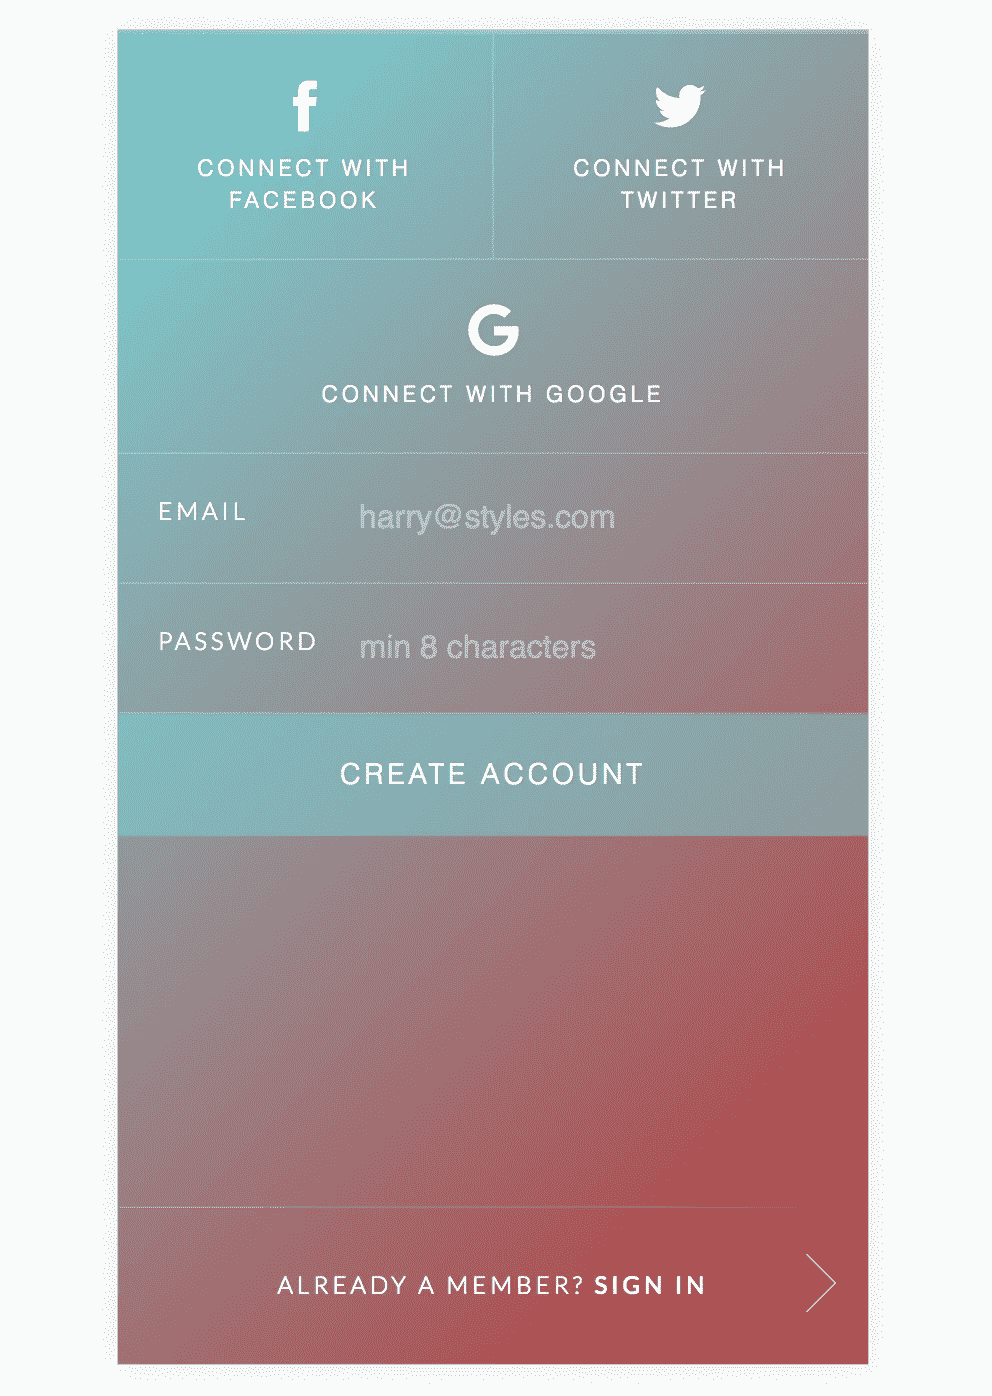 CONNECT WITH
FACEBOOK
CONNECT WITH
TWITTER
CONNECT WITH GOOGLE
EMAIL
harry@styles.com
PASSWORD
min 8 characters
CREATE ACCOUNT
ALREADY A MEMBER? SIGN IN